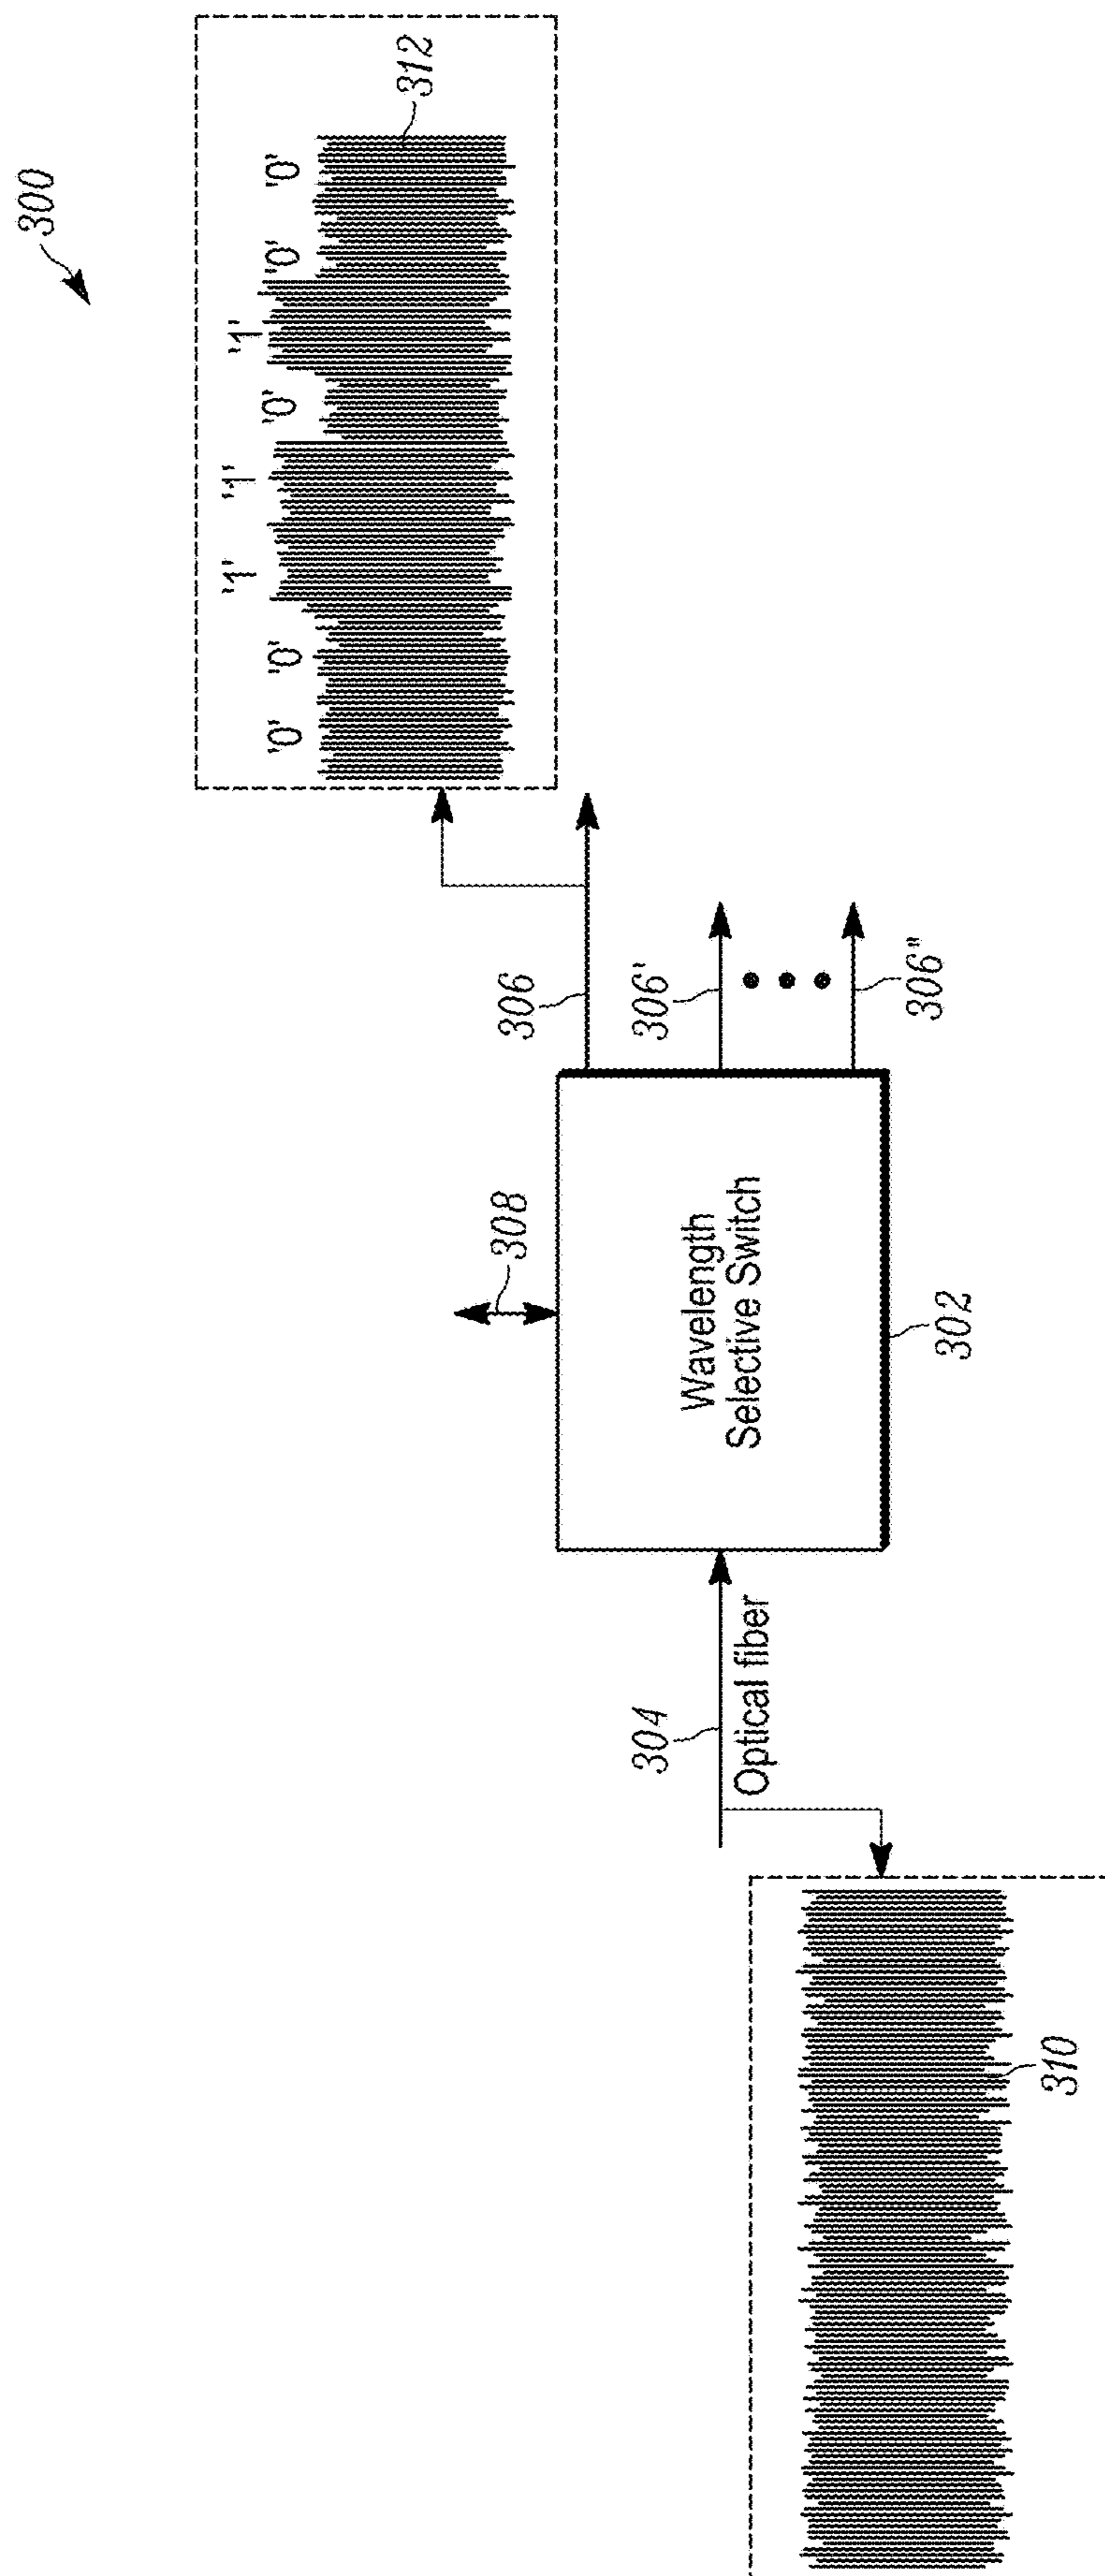 300
'0' '0' '1' '1' '0' '1' '0' '0'
312
306
306'
306"
308
Wavelength
Selective Switch
302
304
Optical fiber
310